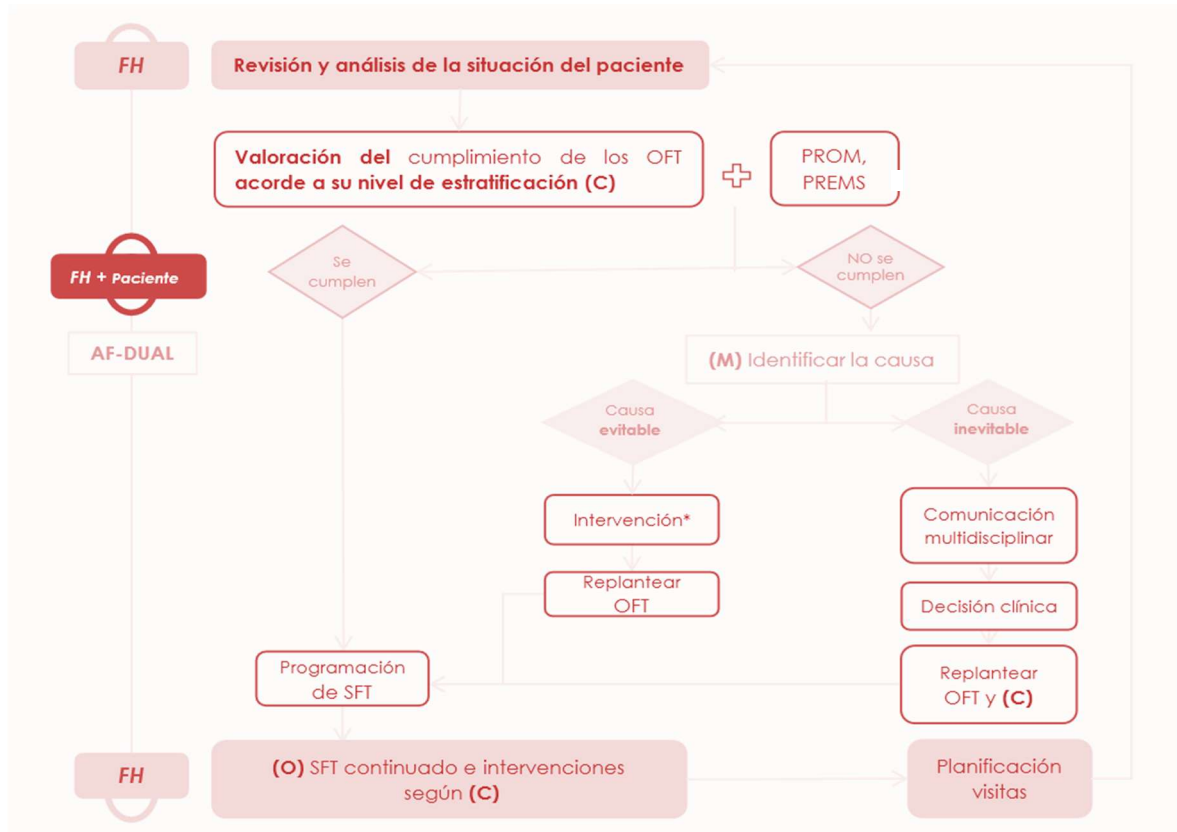 FH
Revisión y análisis de la situación del paciente
Valoración del cumplimiento de los OFT
acorde a su nivel de estratificación (C)
PROM,
PREMS
FH + Paciente
AF-DUAL
Se
cumplen
NO se
cumplen
(M) Identificar la causa
Causa
evitable
Causa
inevitable
Intervención*
Replantear
OFT
Comunicación
multidisciplinar
Decisión clínica
Replantear
OFT y (C)
Programación
de SFT
FH
(O) SFT continuado e intervenciones
según (C)
Planificación
visitas